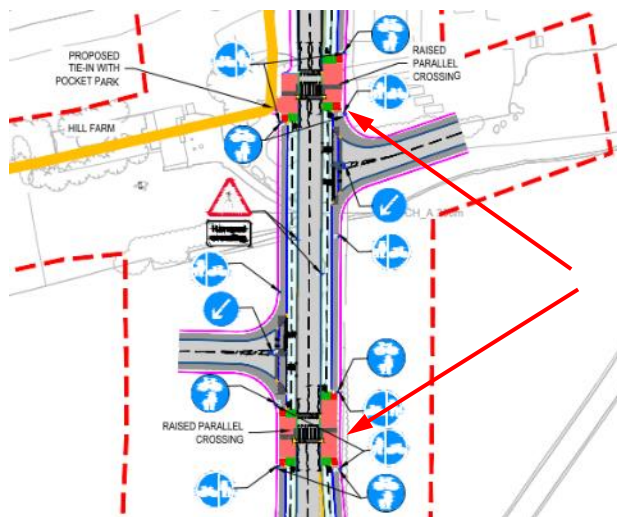 PROPOSED
TIE-IN WITH
POCKET PARK
HILL FARM
RAISED
PARALLEL
CROSSING
RAISED PARALLEL
CROSSING